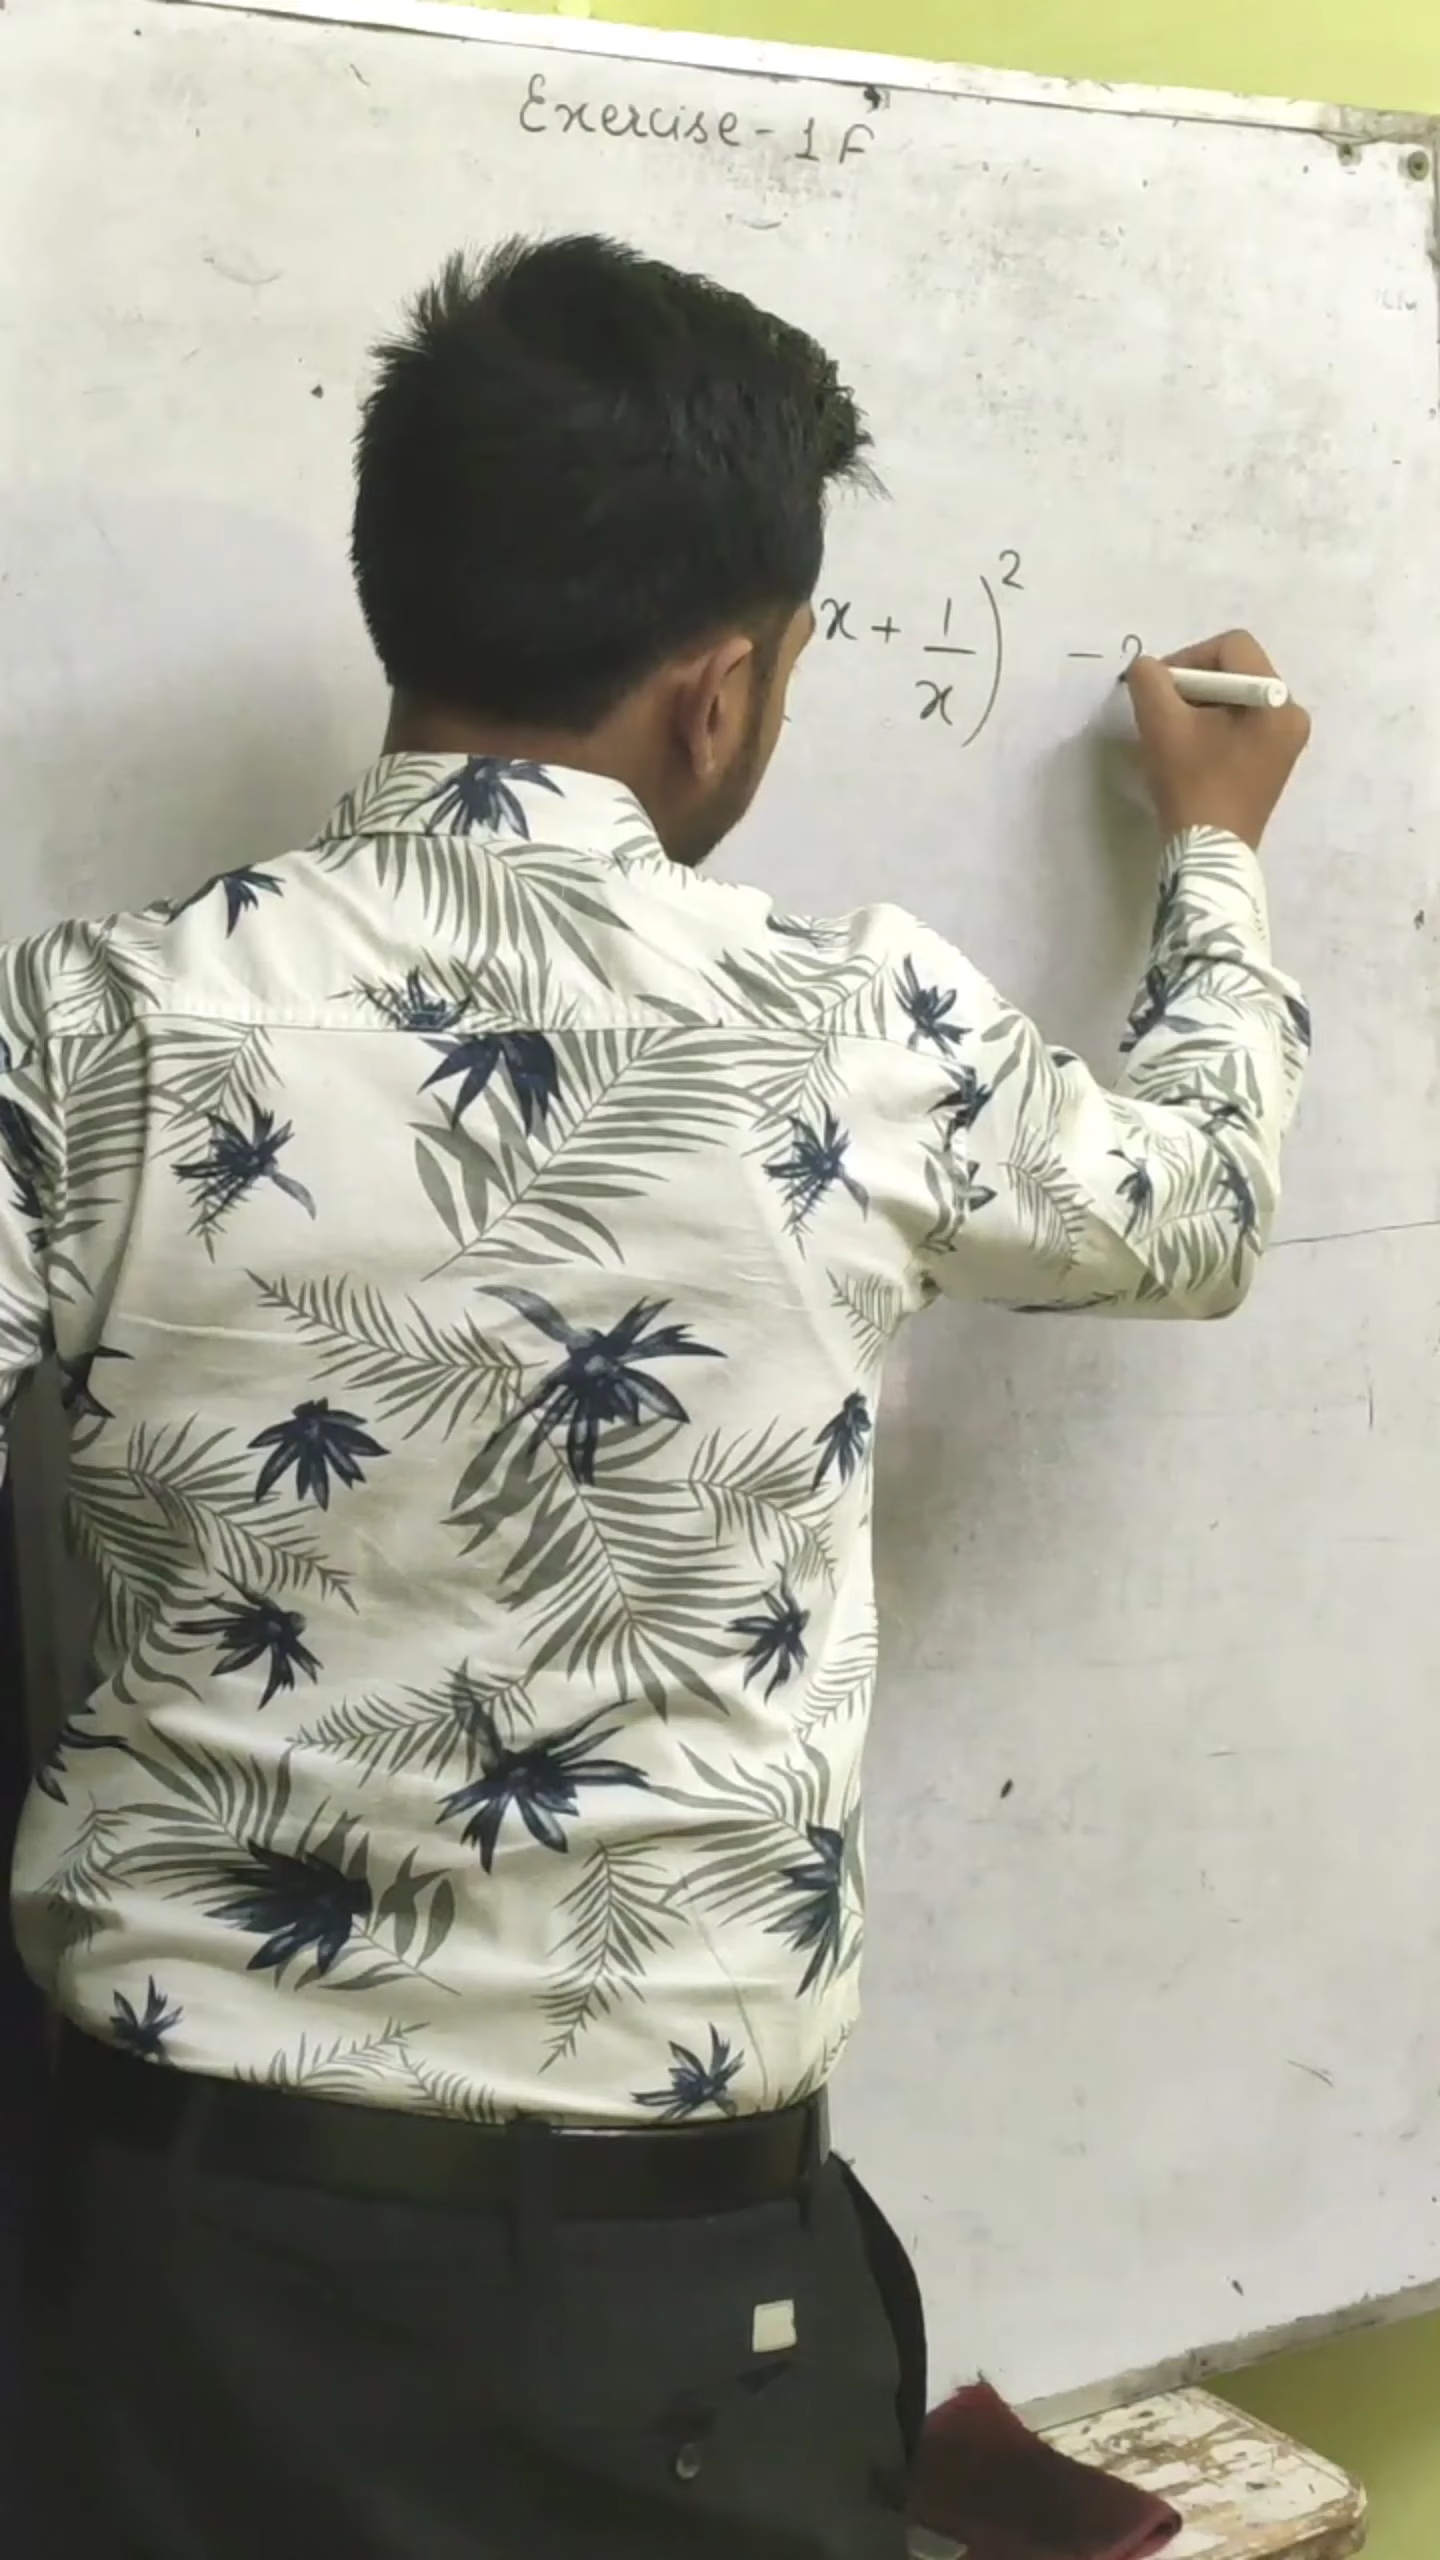 Exercise - 1F
x + 1/x)² -